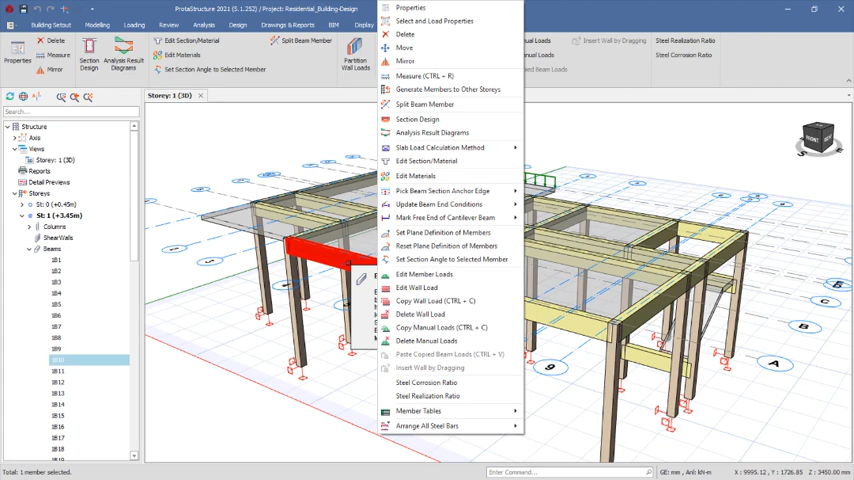 ProtaStructure 2021 (5.1.252) / Project: Residential_Building-Design
Building Setout
Modelling
Loading
Review
Analysis
Design
Drawings & Reports
BIM
Display
Properties
Delete
Measure
Mirror
Section
Design
Analysis Result
Diagrams
Edit Section/Material
Edit Materials
Set Section Angle to Selected Member
Split Beam Member
Partition
Wall Loads
Manual Loads
Insert Wall by Dragging
Steel Realization Ratio
Steel Corrosion Ratio
Search...
Structure
Axis
Views
Storey: 1 (3D)
Reports
Detail Previews
Storeys
St: 0 (+0.45m)
St: 1 (+3.45m)
Columns
ShearWalls
Beams
1B1
1B2
1B3
1B4
1B5
1B6
1B7
1B8
1B9
1B10
1B11
1B12
1B13
1B14
1B15
1B16
1B17
1B18
1B19
Storey: 1 (3D)
Properties
Select and Load Properties
Delete
Move
Mirror
Measure (CTRL + R)
Generate Members to Other Storeys
Split Beam Member
Section Design
Analysis Result Diagrams
Slab Load Calculation Method
Edit Section/Material
Edit Materials
Pick Beam Section Anchor Edge
Update Beam End Conditions
Mark Free End of Cantilever Beam
Set Plane Definition of Members
Reset Plane Definition of Members
Set Section Angle to Selected Member
Edit Member Loads
Edit Wall Load
Copy Wall Load (CTRL + C)
Delete Wall Load
Copy Manual Loads (CTRL + C)
Delete Manual Loads
Paste Copied Beam Loads (CTRL + V)
Insert Wall by Dragging
Steel Corrosion Ratio
Steel Realization Ratio
Member Tables
Arrange All Steel Bars
FRONT
C
B
A
9
Total: 1 member selected.
Enter Command...
GE: mm; Anl: kN-m
X : 9995.12 , Y : 1726.85
Z : 3450.00 mm